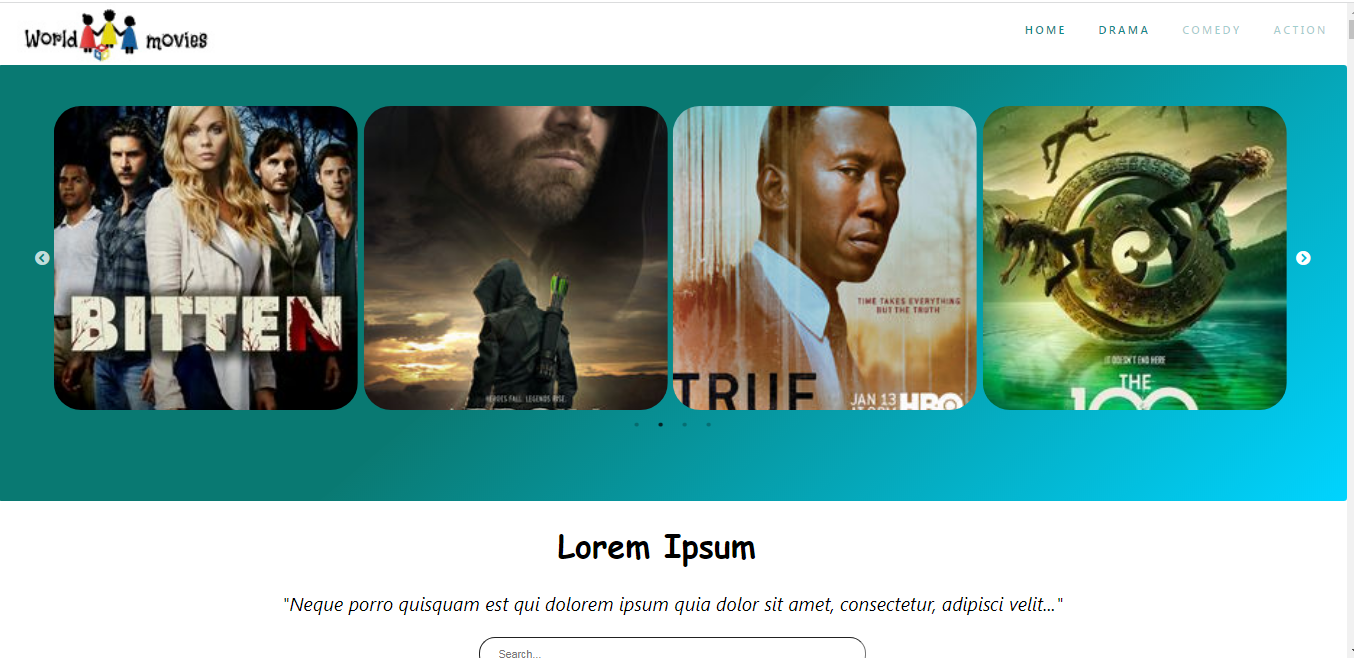 World movies
HOME DRAMA COMEDY ACTION
BITTEN
HEROES FALL. LEGENDS RISE.
TIME TAKES EVERYTHING
BUT THE TRUTH
TRUE
JAN 13
HBO
IT DOESN'T END HERE
THE
100
Lorem Ipsum
"Neque porro quisquam est qui dolorem ipsum quia dolor sit amet, consectetur, adipisci velit..."
Search...